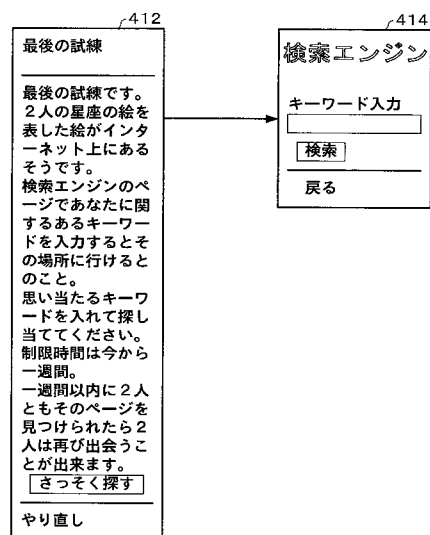 412
最後の試練
最後の試練です。
２人の星座の絵を
表した絵がインタ
ーネット上にある
そうです。
検索エンジンのペ
ージであなたに関
するあるキーワー
ドを入力するとそ
の場所に行けると
のこと。
思い当たるキーワ
ードを入れて探し
当ててください。
制限時間は今から
一週間。
一週間以内に２人
ともそのページを
見つけられたら２
人は再び出会うこ
とが出来ます。
さっそく探す
やり直し
414
検索エンジン
キーワード入力
検索
戻る